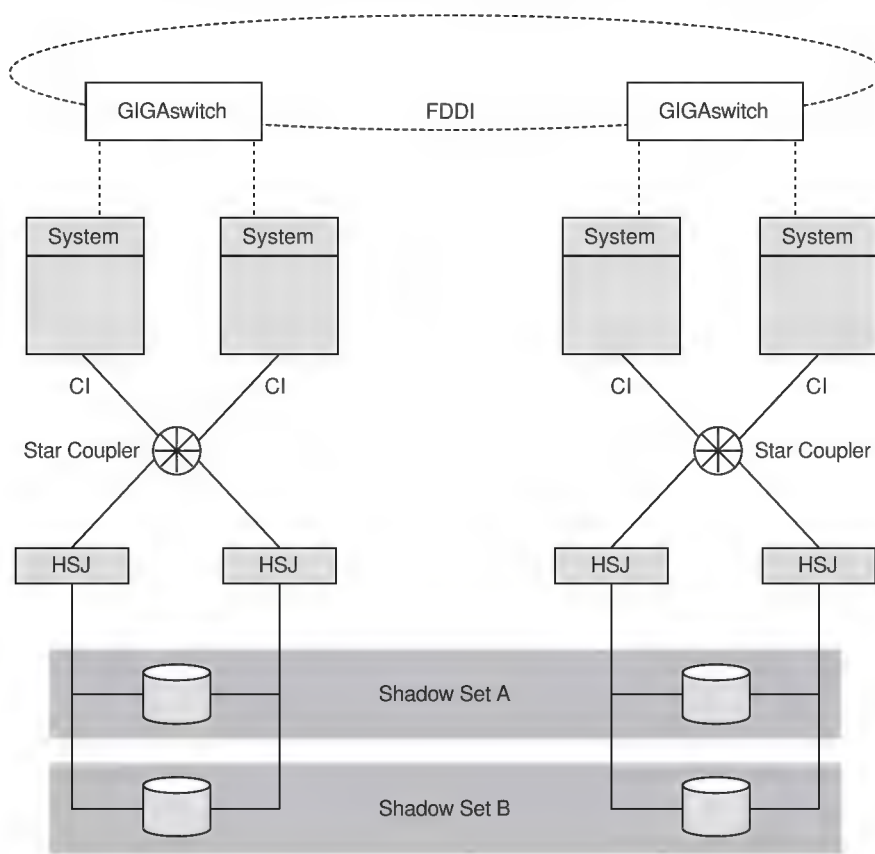 GIGAswitch
FDDI
GIGAswitch
System
System
System
System
CI
CI
CI
CI
Star Coupler
Star Coupler
HSJ
HSJ
HSJ
HSJ
Shadow Set A
Shadow Set B